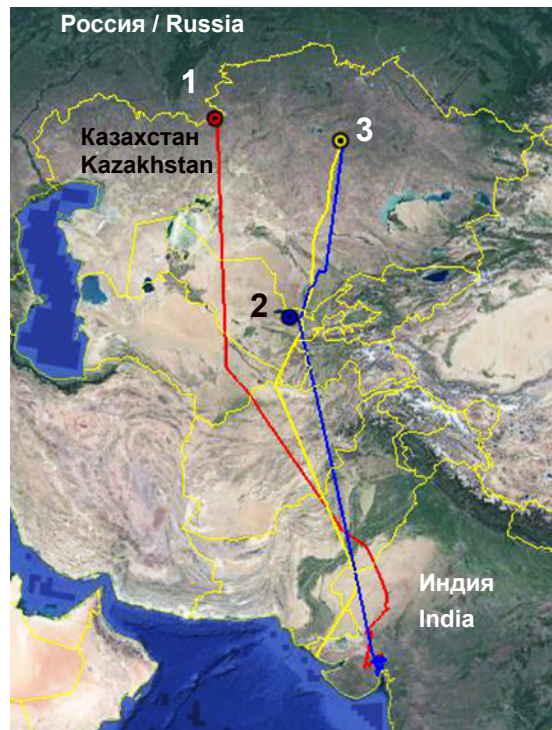 Россия / Russia
1
Казахстан
Kazakhstan
3
2
Индия
India